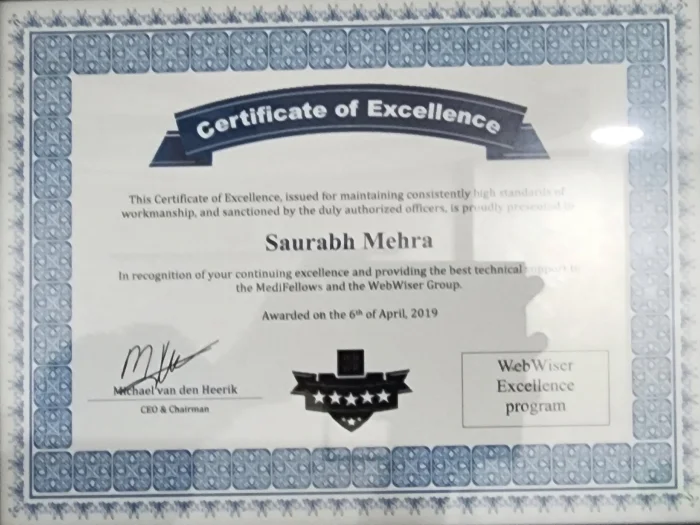 Certificate of Excellence
This Certificate of Excellence, issued for maintaining consistently high standards of
workmanship, and sanctioned by the duly authorized officers, is proudly presented to
Saurabh Mehra
In recognition of your continuing excellence and providing the best technical support to
the MediFellows and the WebWiser Group.
Awarded on the 6th of April, 2019
Michael van den Heerik
CEO & Chairman
WebWiser
Excellence
program